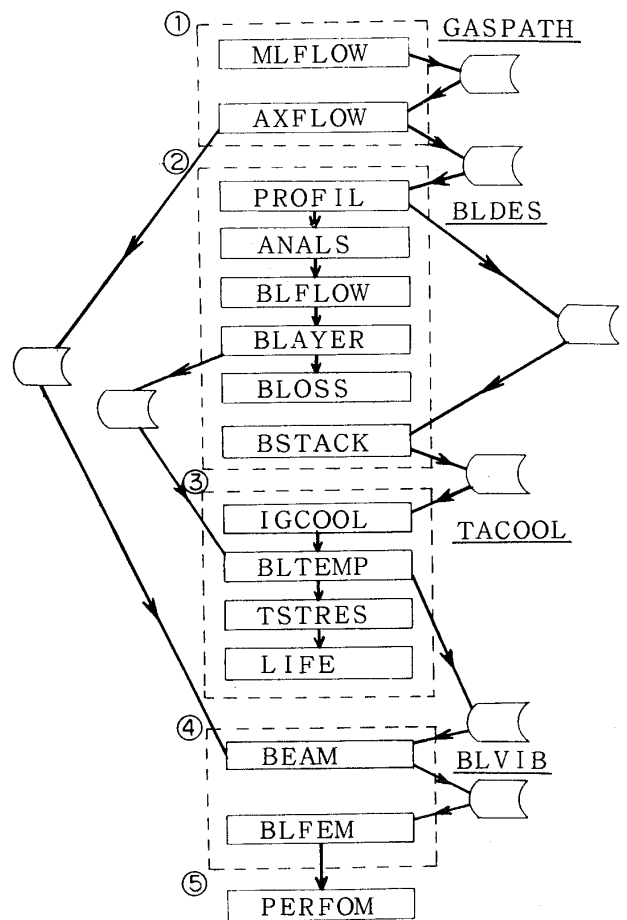 ①
GASPATH
MLFLOW
AXFLOW
②
PROFIL
BLDES
ANALS
BLFLOW
BLAYER
BLOSS
BSTACK
③
IGCOOL
TACOOL
BLTEMP
TSTRES
LIFE
④
BEAM
BLVIB
BLFEM
⑤
PERFOM